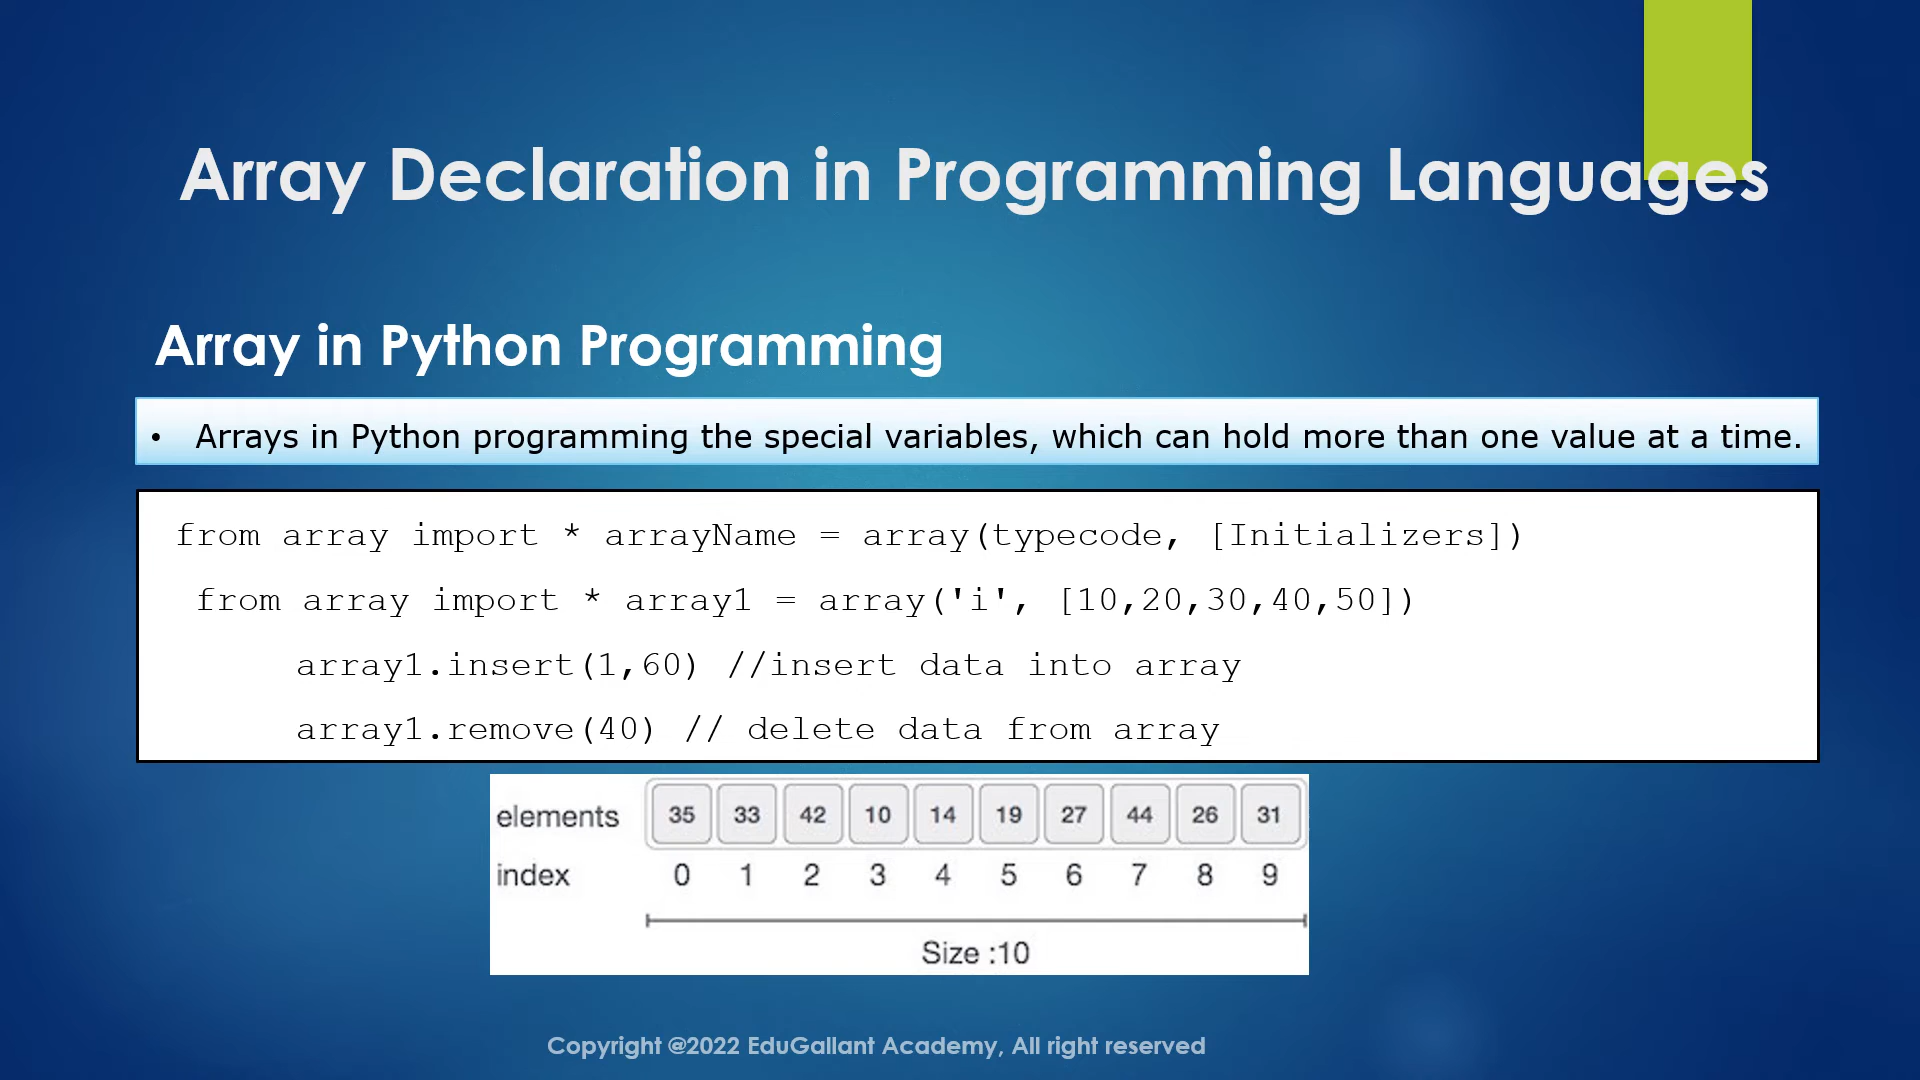 Array Declaration in Programming Languages
Array in Python Programming
• Arrays in Python programming the special variables, which can hold more than one value at a time.
from array import * arrayName = array(typecode, [Initializers])
from array import * array1 = array('i', [10,20,30,40,50])
array1.insert(1,60) //insert data into array
array1.remove(40) // delete data from array
elements 35 33 42 10 14 19 27 44 26 31
index 0 1 2 3 4 5 6 7 8 9
Size :10
Copyright @2022 EduGallant Academy, All right reserved